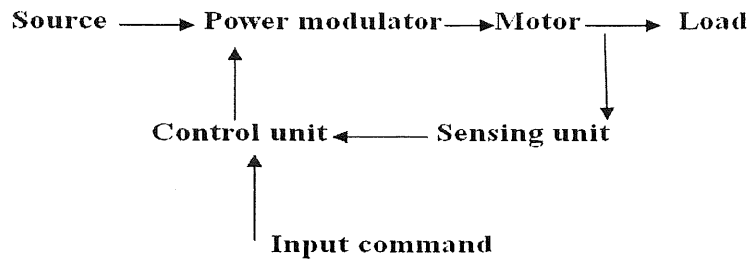 Source Power modulator Motor Load
Control unit Sensing unit
Input command